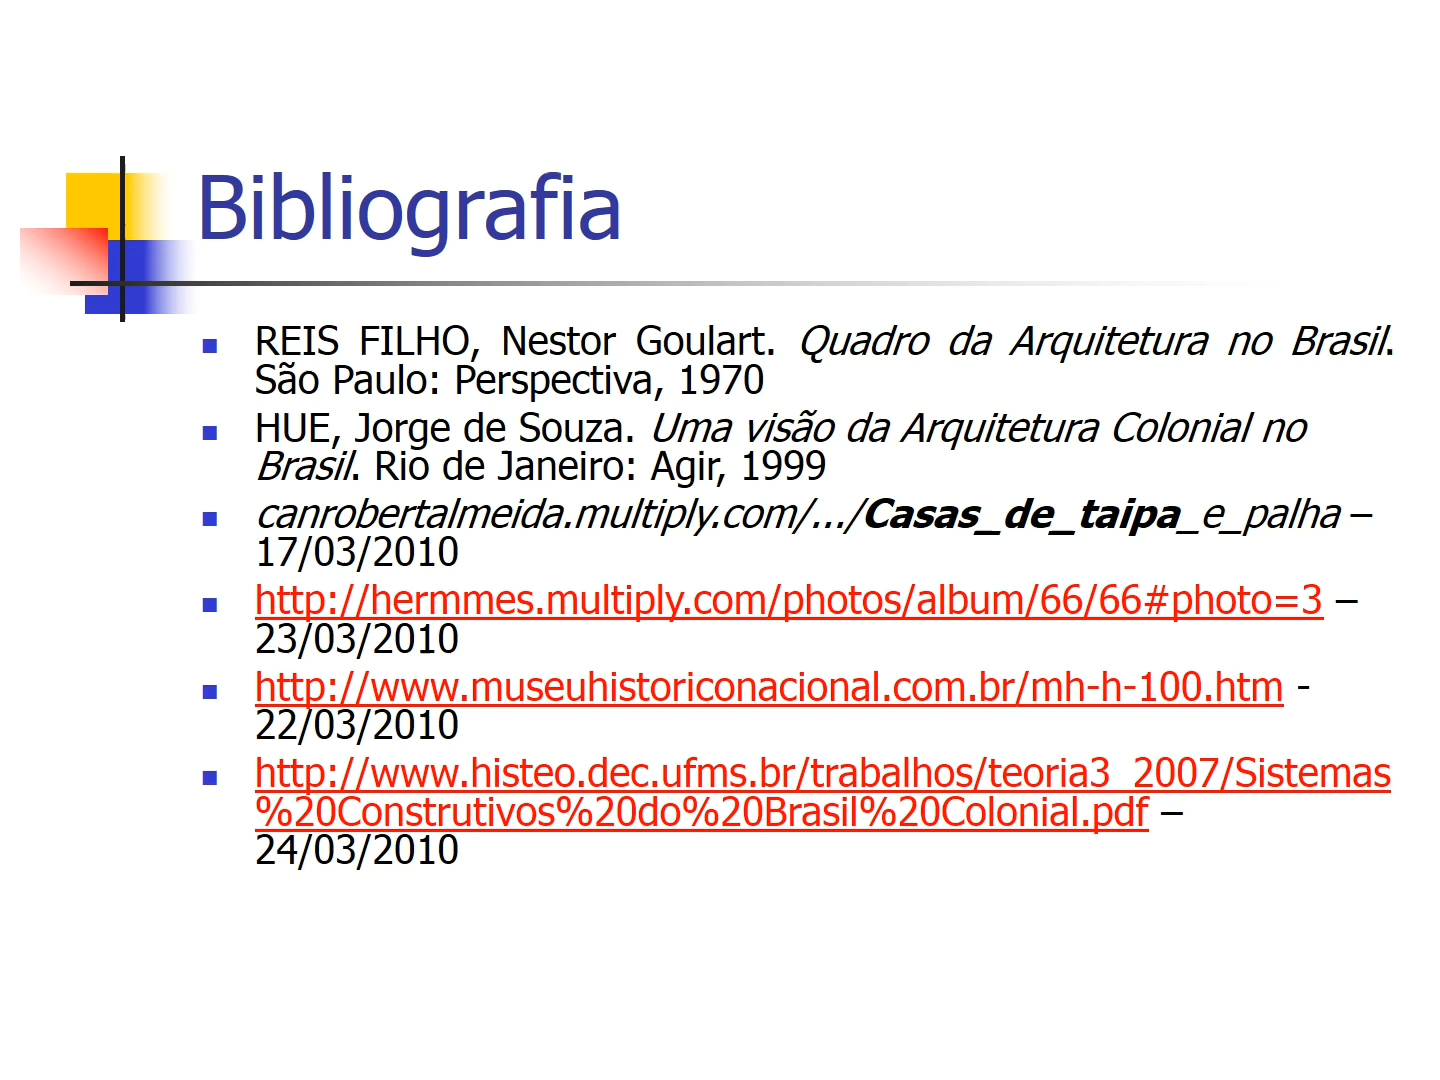 Bibliografia
REIS FILHO, Nestor Goulart. Quadro da Arquitetura no Brasil.
São Paulo: Perspectiva, 1970
HUE, Jorge de Souza. Uma visão da Arquitetura Colonial no
Brasil. Rio de Janeiro: Agir, 1999
canrobertalmeida.multiply.com/.../Casas_de_taipa_e_palha –
17/03/2010
http://hermmes.multiply.com/photos/album/66/66#photo=3 –
23/03/2010
http://www.museuhistoriconacional.com.br/mh-h-100.htm -
22/03/2010
http://www.histeo.dec.ufms.br/trabalhos/teoria3_2007/Sistemas
%20Construtivos%20do%20Brasil%20Colonial.pdf –
24/03/2010